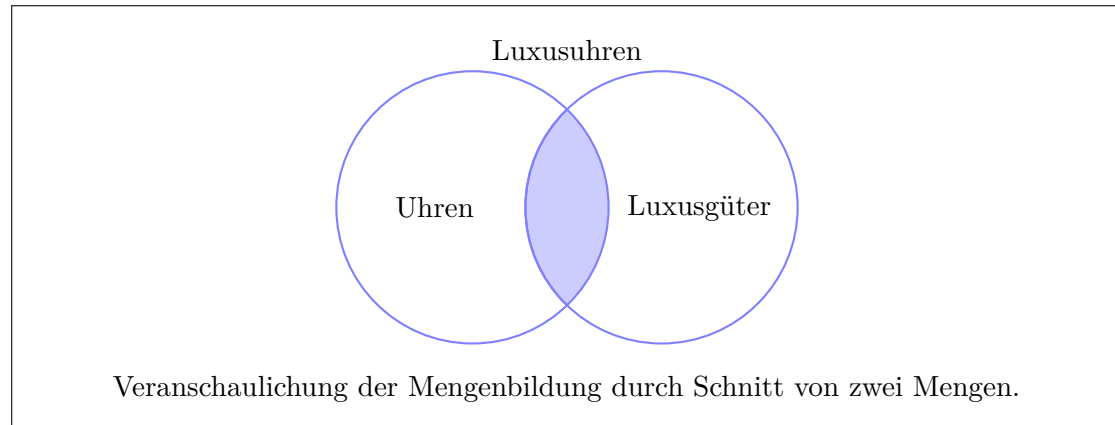 Luxusuhren
Uhren
Luxusgüter
Veranschaulichung der Mengenbildung durch Schnitt von zwei Mengen.